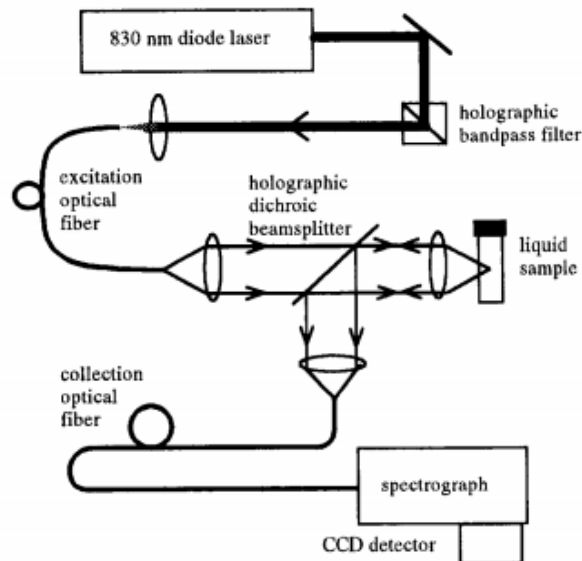 830 nm diode laser
holographic
bandpass filter
excitation
optical
fiber
holographic
dichroic
beamsplitter
liquid
sample
collection
optical
fiber
spectrograph
CCD detector